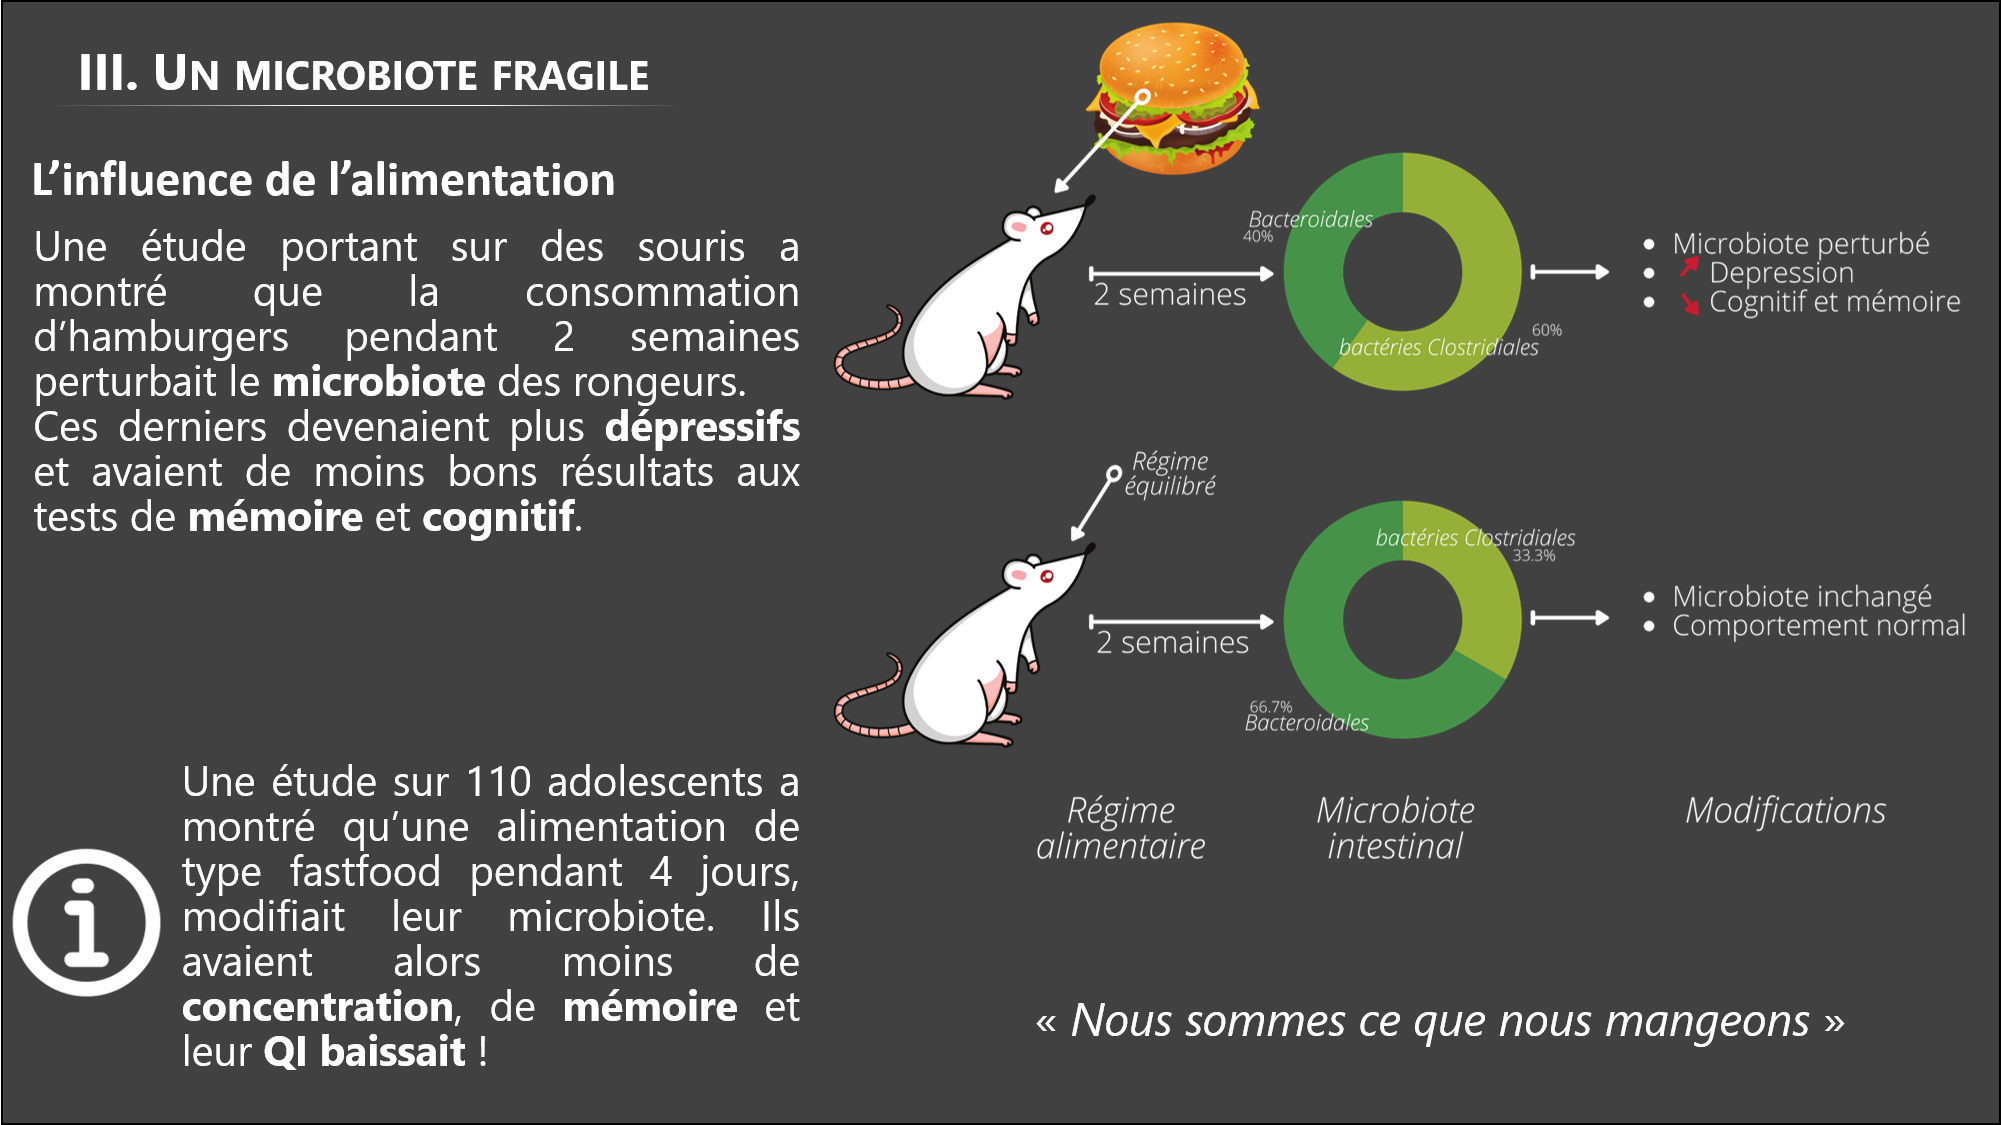 III. UN MICROBIOTE FRAGILE
L’influence de l’alimentation
Une étude portant sur des souris a
montré que la consommation
d’hamburgers pendant 2 semaines
perturbait le microbiote des rongeurs.
Ces derniers devenaient plus dépressifs
et avaient de moins bons résultats aux
tests de mémoire et cognitif.
Une étude sur 110 adolescents a
montré qu’une alimentation de
type fastfood pendant 4 jours,
modifiait leur microbiote. Ils
avaient alors moins de
concentration, de mémoire et
leur QI baissait !
2 semaines
Bacteroidales
40%
60%
bactéries Clostridiales
Microbiote perturbé
Depression
Cognitif et mémoire
Régime
équilibré
2 semaines
bactéries Clostridiales
33.3%
66.7%
Bacteroidales
Microbiote inchangé
Comportement normal
Régime
alimentaire
Microbiote
intestinal
Modifications
« Nous sommes ce que nous mangeons »